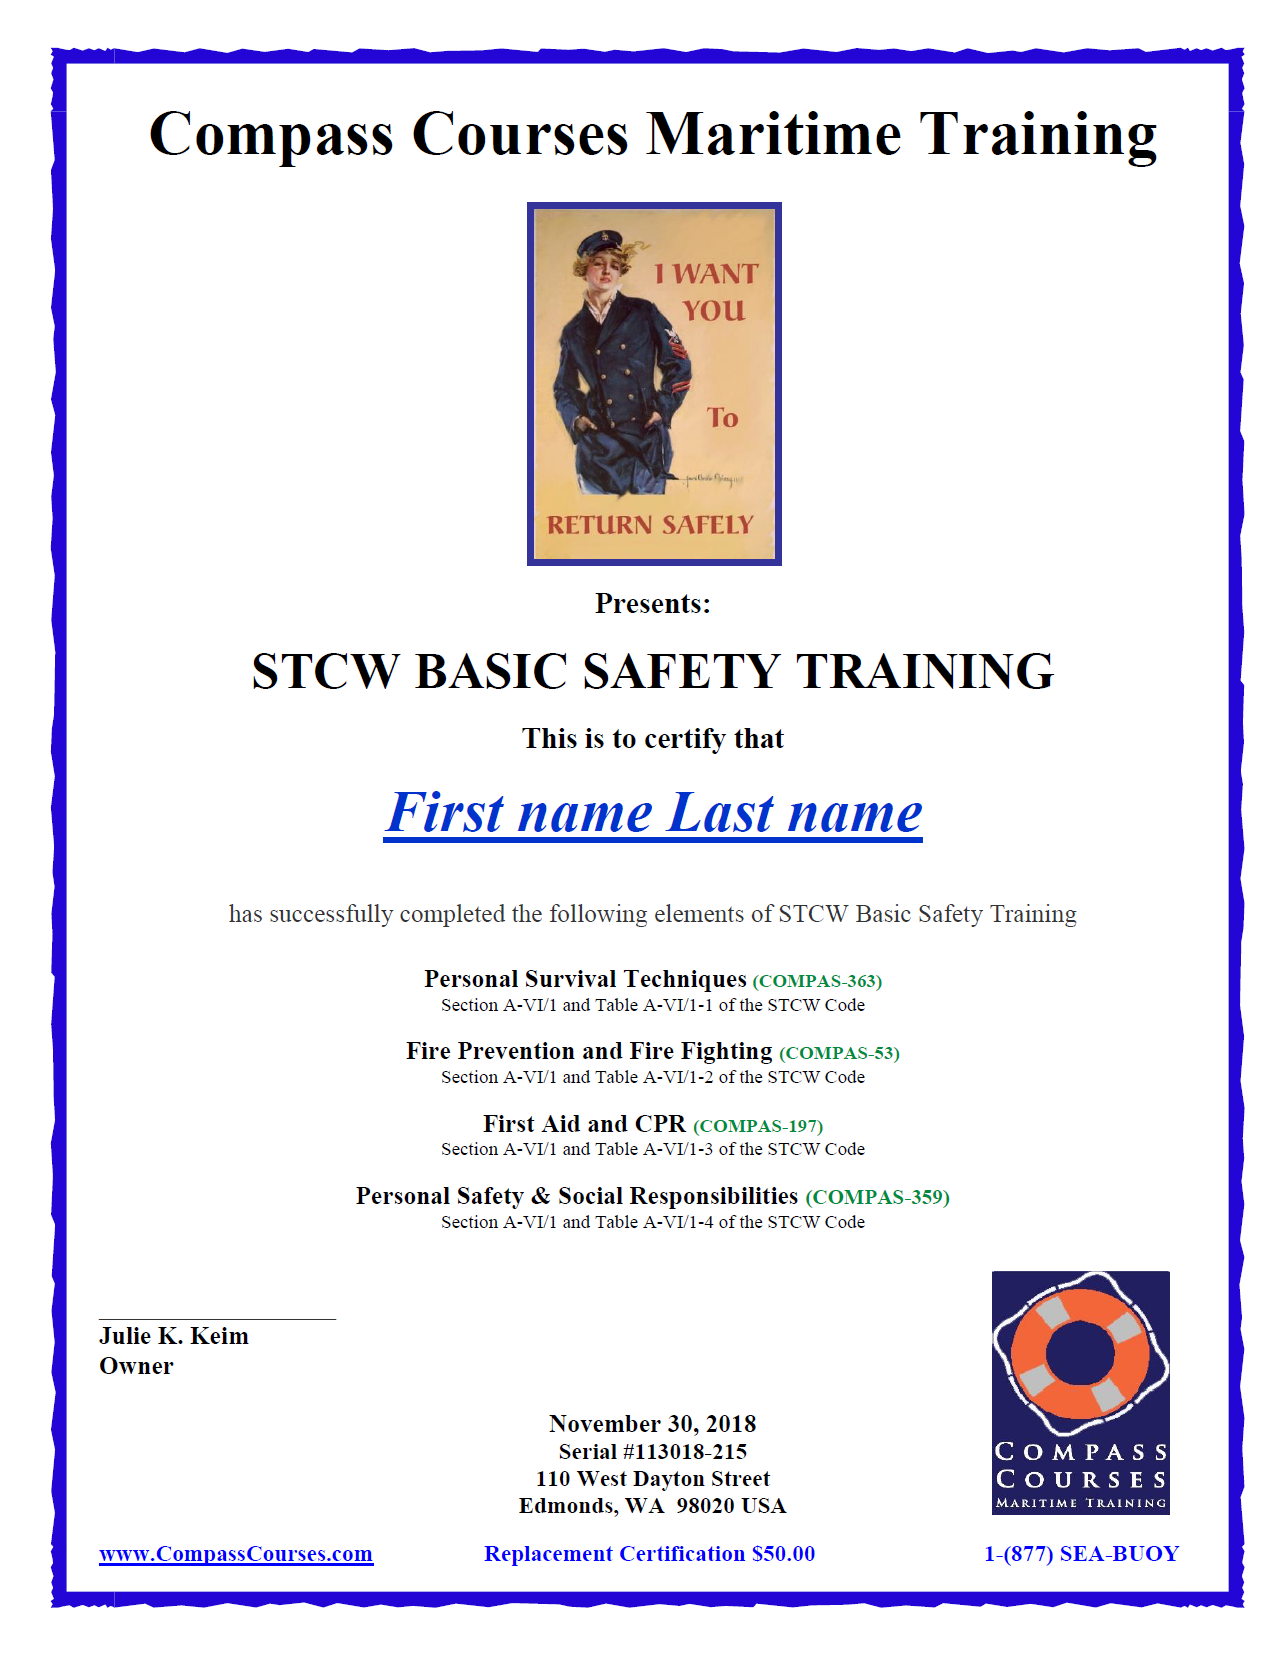 Compass Courses Maritime Training
I WANT
YOU
To
RETURN SAFELY
Presents:
STCW BASIC SAFETY TRAINING
This is to certify that
First name Last name
has successfully completed the following elements of STCW Basic Safety Training
Personal Survival Techniques (COMPAS-363)
Section A-VI/1 and Table A-VI/1-1 of the STCW Code
Fire Prevention and Fire Fighting (COMPAS-53)
Section A-VI/1 and Table A-VI/1-2 of the STCW Code
First Aid and CPR (COMPAS-197)
Section A-VI/1 and Table A-VI/1-3 of the STCW Code
Personal Safety & Social Responsibilities (COMPAS-359)
Section A-VI/1 and Table A-VI/1-4 of the STCW Code
Julie K. Keim
Owner
November 30, 2018
Serial #113018-215
110 West Dayton Street
Edmonds, WA 98020 USA
COMPASS
COURSES
MARITIME TRAINING
www.CompassCourses.com Replacement Certification $50.00 1-(877) SEA-BUOY